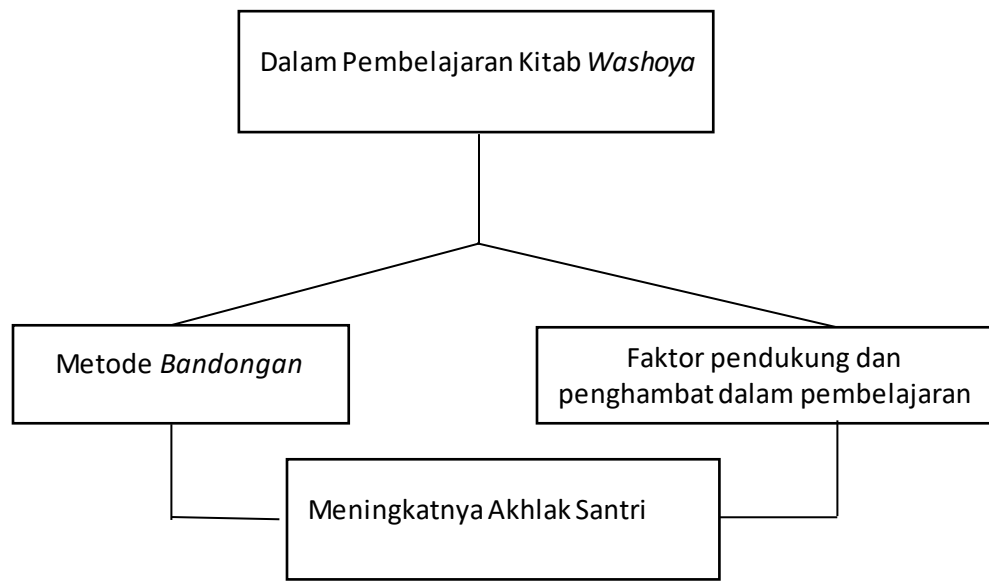 Dalam Pembelajaran Kitab Washoya
Metode Bandongan
Faktor pendukung dan
penghambat dalam pembelajaran
Meningkatnya Akhlak Santri